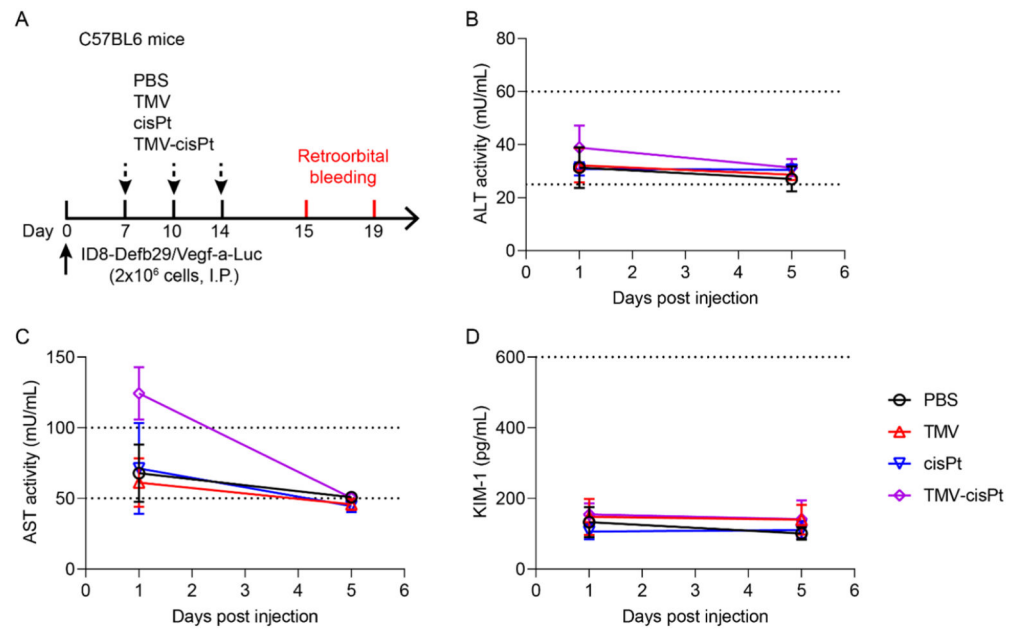 A
C57BL6 mice
PBS
TMV
cisPt
TMV-cisPt
Retroorbital
bleeding
Day 0 7 10 14 15 19
ID8-Defb29/Vegf-a-Luc
(2x10⁶ cells, I.P.)
B
ALT activity (mU/mL)
80
60
40
20
0
0 1 2 3 4 5 6
Days post injection
C
AST activity (mU/mL)
150
100
50
0
0 1 2 3 4 5 6
Days post injection
D
KIM-1 (pg/mL)
600
400
200
0
0 1 2 3 4 5 6
Days post injection
PBS
TMV
cisPt
TMV-cisPt